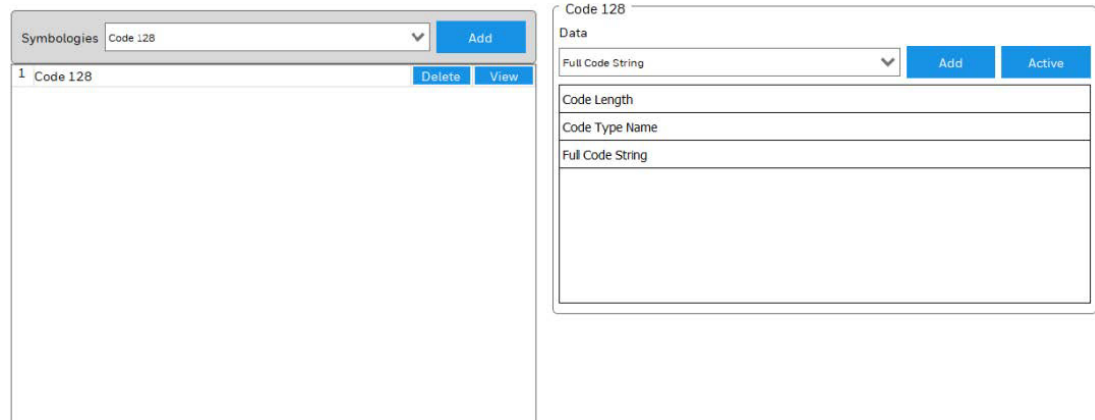 Symbologies Code 128 Add
1 Code 128 Delete View
Code 128
Data
Full Code String Add Active
Code Length
Code Type Name
Full Code String